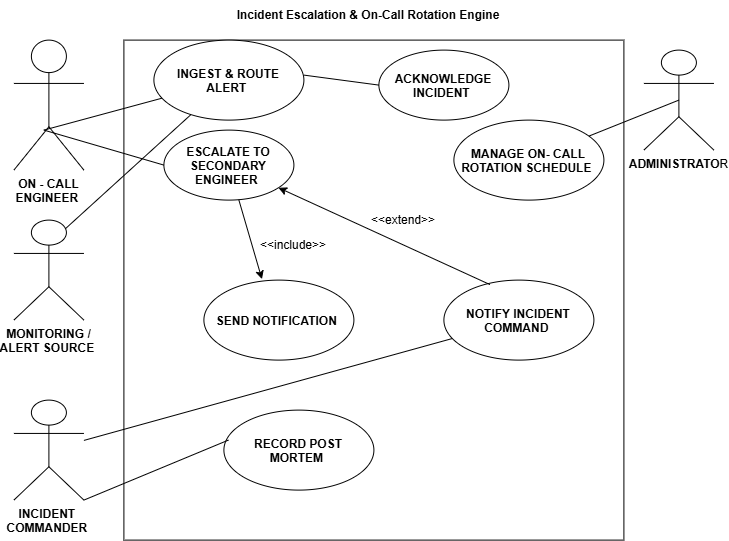 Incident Escalation & On-Call Rotation Engine
INGEST & ROUTE
ALERT
ACKNOWLEDGE
INCIDENT
ESCALATE TO
SECONDARY
ENGINEER
MANAGE ON- CALL
ROTATION SCHEDULE
ADMINISTRATOR
ON - CALL
ENGINEER
<<extend>>
<<include>>
SEND NOTIFICATION
NOTIFY INCIDENT
COMMAND
MONITORING /
ALERT SOURCE
RECORD POST
MORTEM
INCIDENT
COMMANDER